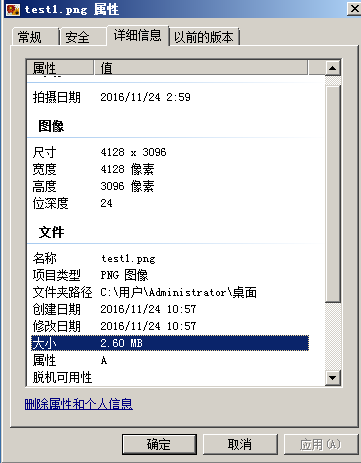 test1.png 属性
常规 安全 详细信息 以前的版本
属性 值
拍摄日期 2016/11/24 2:59
图像
尺寸 4128 x 3096
宽度 4128 像素
高度 3096 像素
位深度 24
文件
名称 test1.png
项目类型 PNG 图像
文件夹路径 C:\用户\Administrator\桌面
创建日期 2016/11/24 10:57
修改日期 2016/11/24 10:57
大小 2.60 MB
属性 A
脱机可用性
删除属性和个人信息
确定 取消 应用(A)